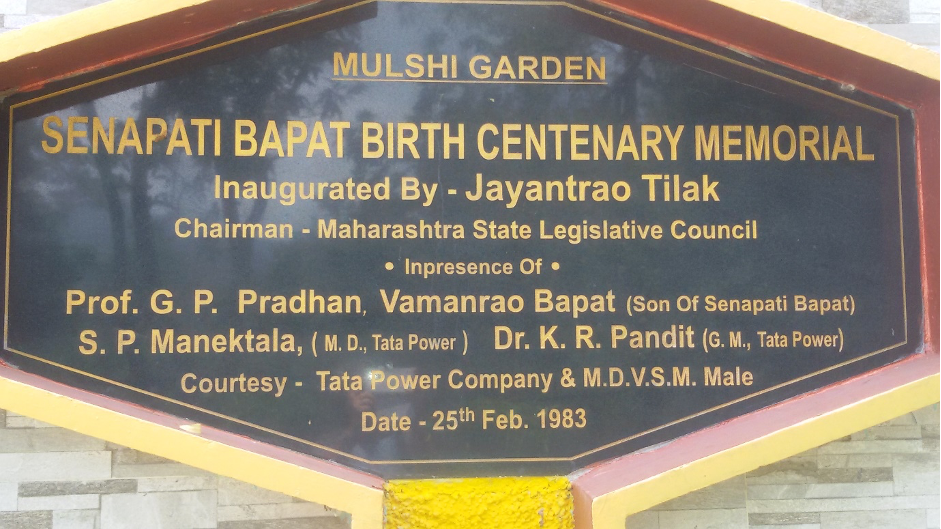 MULSHI GARDEN
SENAPATI BAPAT BIRTH CENTENARY MEMORIAL
Inaugurated By - Jayantrao Tilak
Chairman - Maharashtra State Legislative Council
• Inpresence Of •
Prof. G. P. Pradhan, Vamanrao Bapat (Son Of Senapati Bapat)
S. P. Manektala, ( M. D., Tata Power ) Dr. K. R. Pandit (G. M., Tata Power)
Courtesy - Tata Power Company & M.D.V.S.M. Male
Date - 25th Feb. 1983